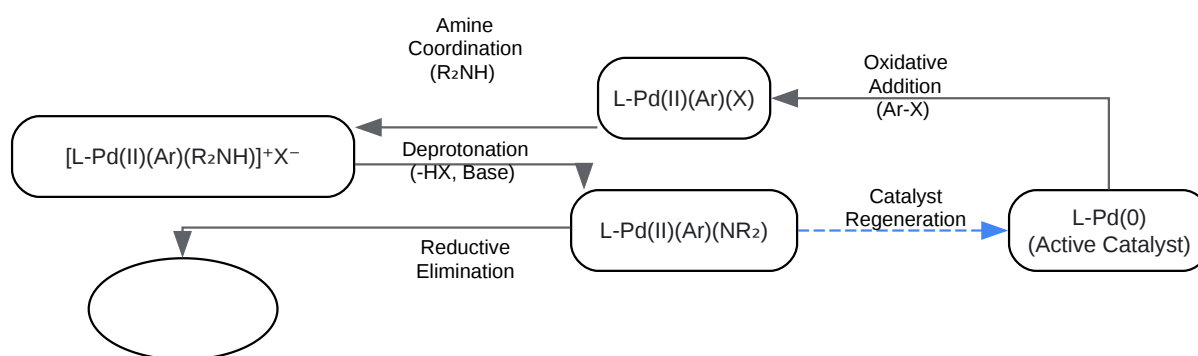 Amine
Coordination
(R₂NH)
Oxidative
Addition
(Ar-X)
L-Pd(II)(Ar)(X)
[L-Pd(II)(Ar)(R₂NH)]⁺X⁻
Deprotonation
(-HX, Base)
L-Pd(II)(Ar)(NR₂)
Catalyst
Regeneration
L-Pd(0)
(Active Catalyst)
Reductive
Elimination